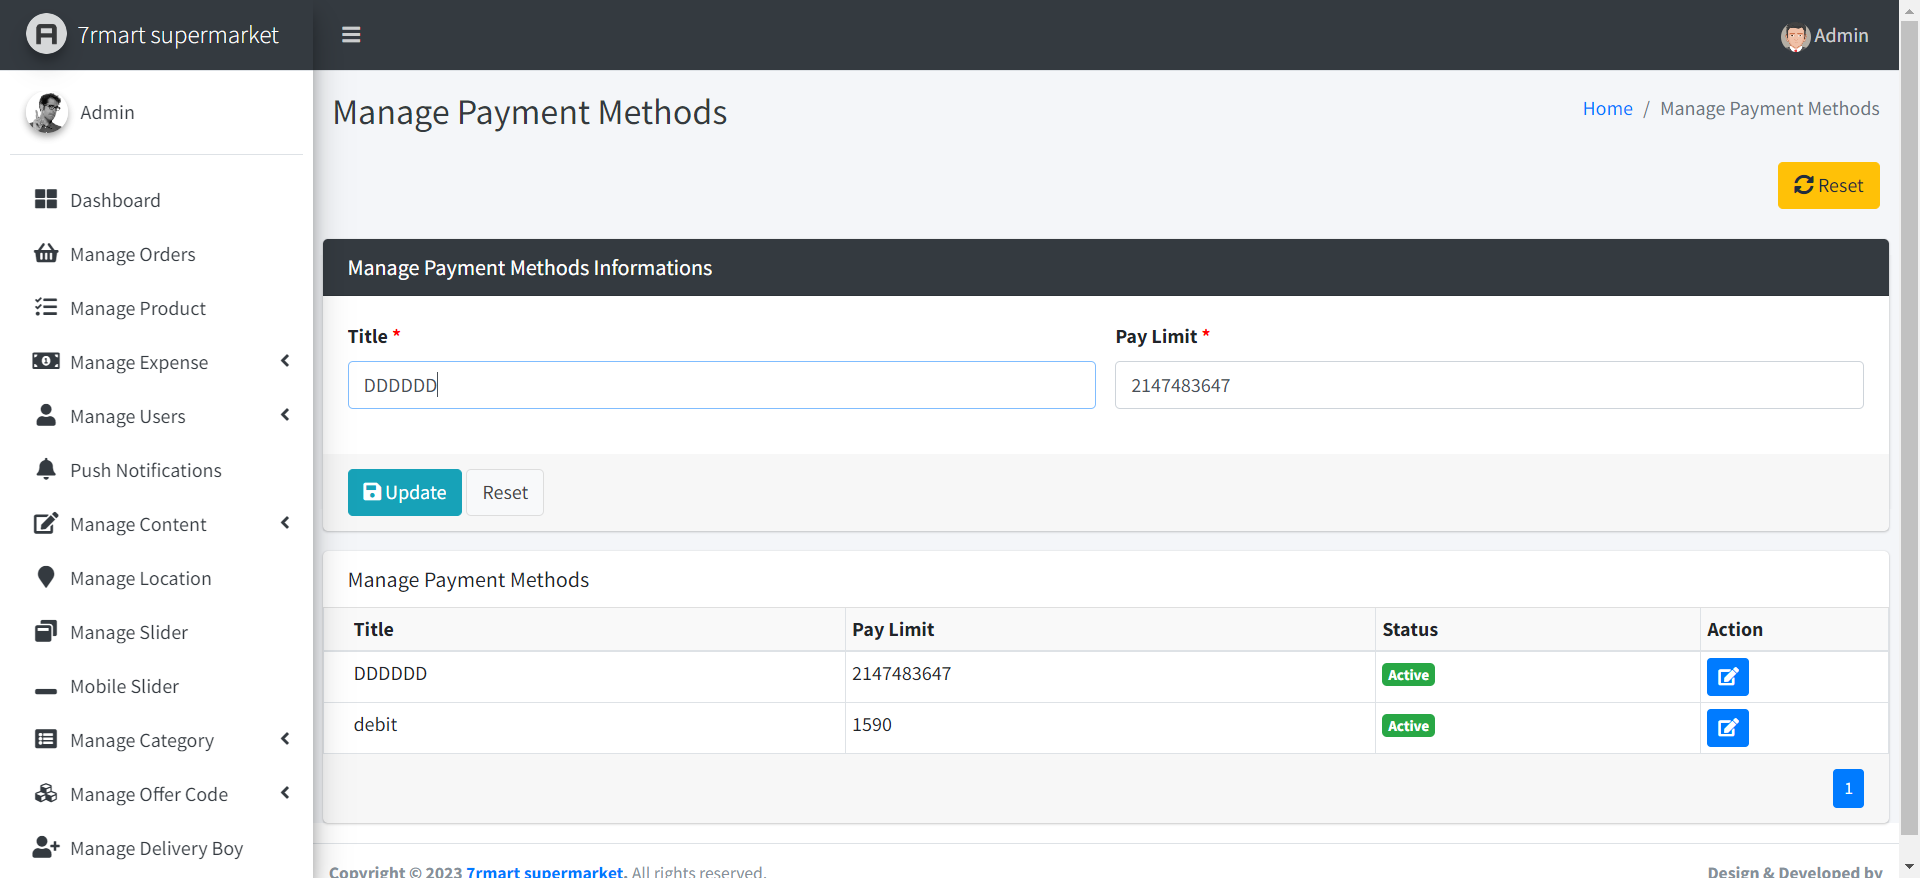 7rmart supermarket
Admin
Admin
Dashboard
Manage Orders
Manage Product
Manage Expense
Manage Users
Push Notifications
Manage Content
Manage Location
Manage Slider
Mobile Slider
Manage Category
Manage Offer Code
Manage Delivery Boy
Manage Payment Methods
Home / Manage Payment Methods
Reset
Manage Payment Methods Informations
Title * Pay Limit *
DDDDDD 2147483647
Update Reset
Manage Payment Methods
Title Pay Limit Status Action
DDDDDD 2147483647 Active
debit 1590 Active
1
Copyright © 2023 7rmart supermarket. All rights reserved.
Design & Developed by